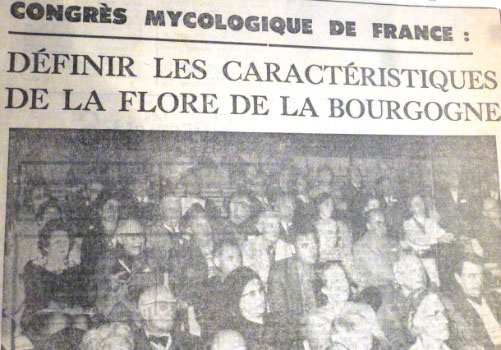 CONGRÈS MYCOLOGIQUE DE FRANCE :
DÉFINIR LES CARACTÉRISTIQUES
DE LA FLORE DE LA BOURGOGNE